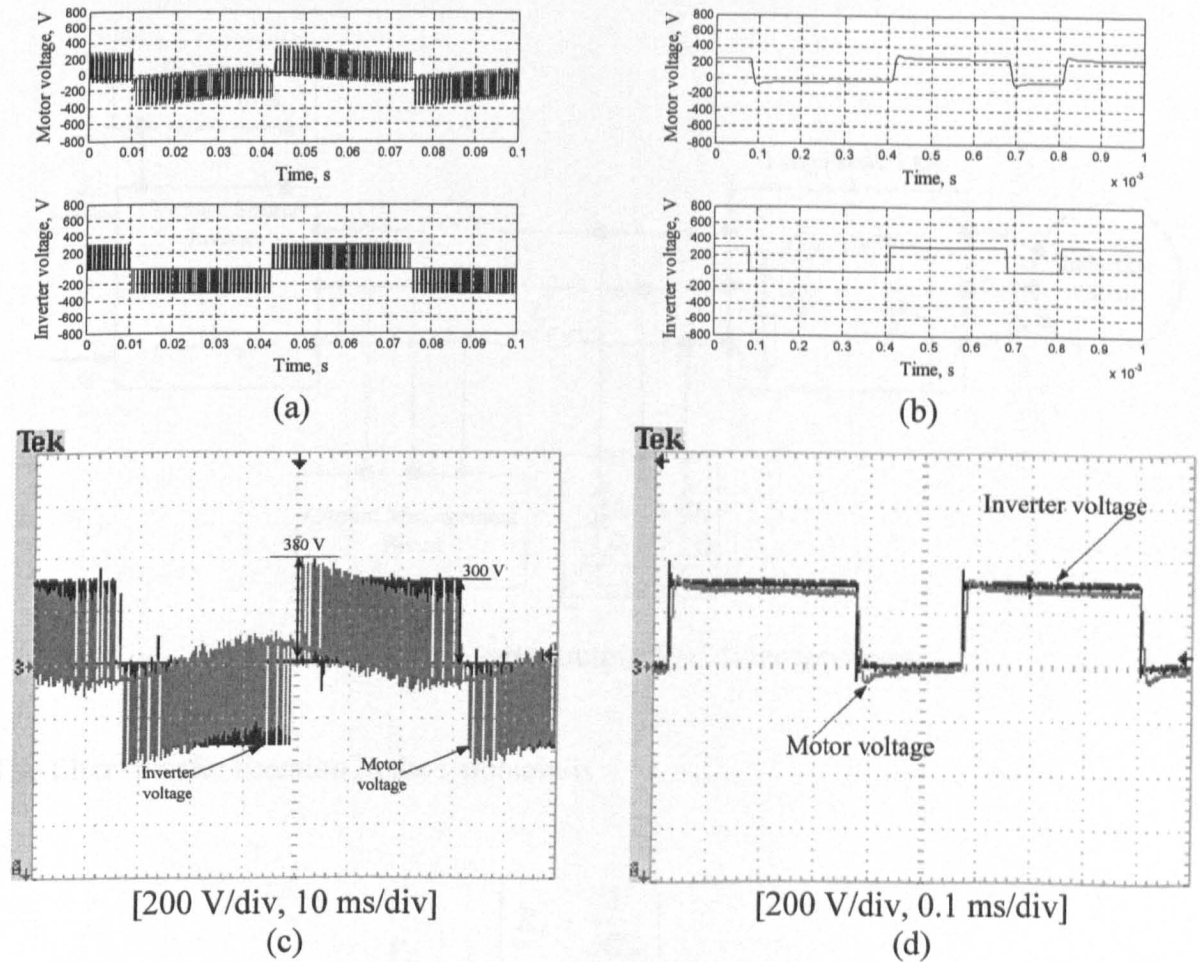 Motor voltage, V
800
600
400
200
0
-200
-400
-600
-800
0 0.01 0.02 0.03 0.04 0.05 0.06 0.07 0.08 0.09 0.1
Time, s
Inverter voltage, V
800
600
400
200
0
-200
-400
-600
-800
0 0.01 0.02 0.03 0.04 0.05 0.06 0.07 0.08 0.09 0.1
Time, s
(a)
Motor voltage, V
800
600
400
200
0
-200
-400
-600
-800
0 0.1 0.2 0.3 0.4 0.5 0.6 0.7 0.8 0.9 1
Time, s
x 10-3
Inverter voltage, V
800
600
400
200
0
-200
-400
-600
-800
0 0.1 0.2 0.3 0.4 0.5 0.6 0.7 0.8 0.9 1
Time, s
x 10-3
(b)
Tek
380 V
300 V
3
Inverter
voltage
Motor
voltage
[200 V/div, 10 ms/div]
(c)
Tek
Inverter voltage
3
Motor voltage
[200 V/div, 0.1 ms/div]
(d)